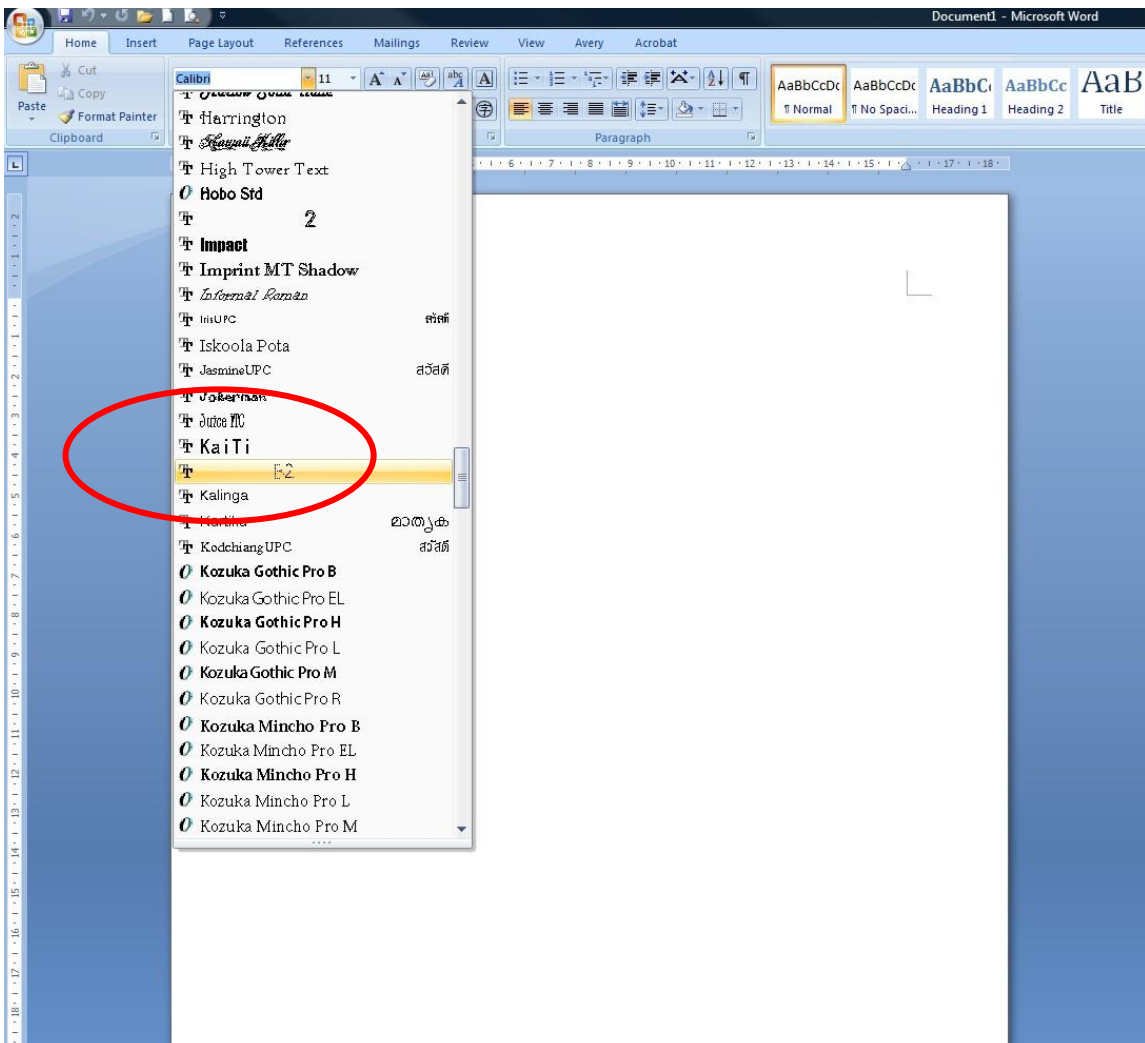 Document1 - Microsoft Word
Home Insert Page Layout References Mailings Review View Avery Acrobat
Cut
Copy
Paste
Format Painter
Clipboard
Calibri 11
Paragraph
AaBbCcDc AaBbCcDc AaBbC AaBbCc AaB
¶ Normal ¶ No Spaci... Heading 1 Heading 2 Title
Harrington
High Tower Text
Hobo Std
2
Impact
Imprint MT Shadow
Informal Roman
IrisUPC สวัสดี
Iskoola Pota
JasmineUPC สวัสดี
Jokerman
Juice ITC
KaiTi
E-2
Kalinga
Kartika മാതൃക
KodchiangUPC สวัสดี
Kozuka Gothic Pro B
Kozuka Gothic Pro EL
Kozuka Gothic Pro H
Kozuka Gothic Pro L
Kozuka Gothic Pro M
Kozuka Gothic Pro R
Kozuka Mincho Pro B
Kozuka Mincho Pro EL
Kozuka Mincho Pro H
Kozuka Mincho Pro L
Kozuka Mincho Pro M